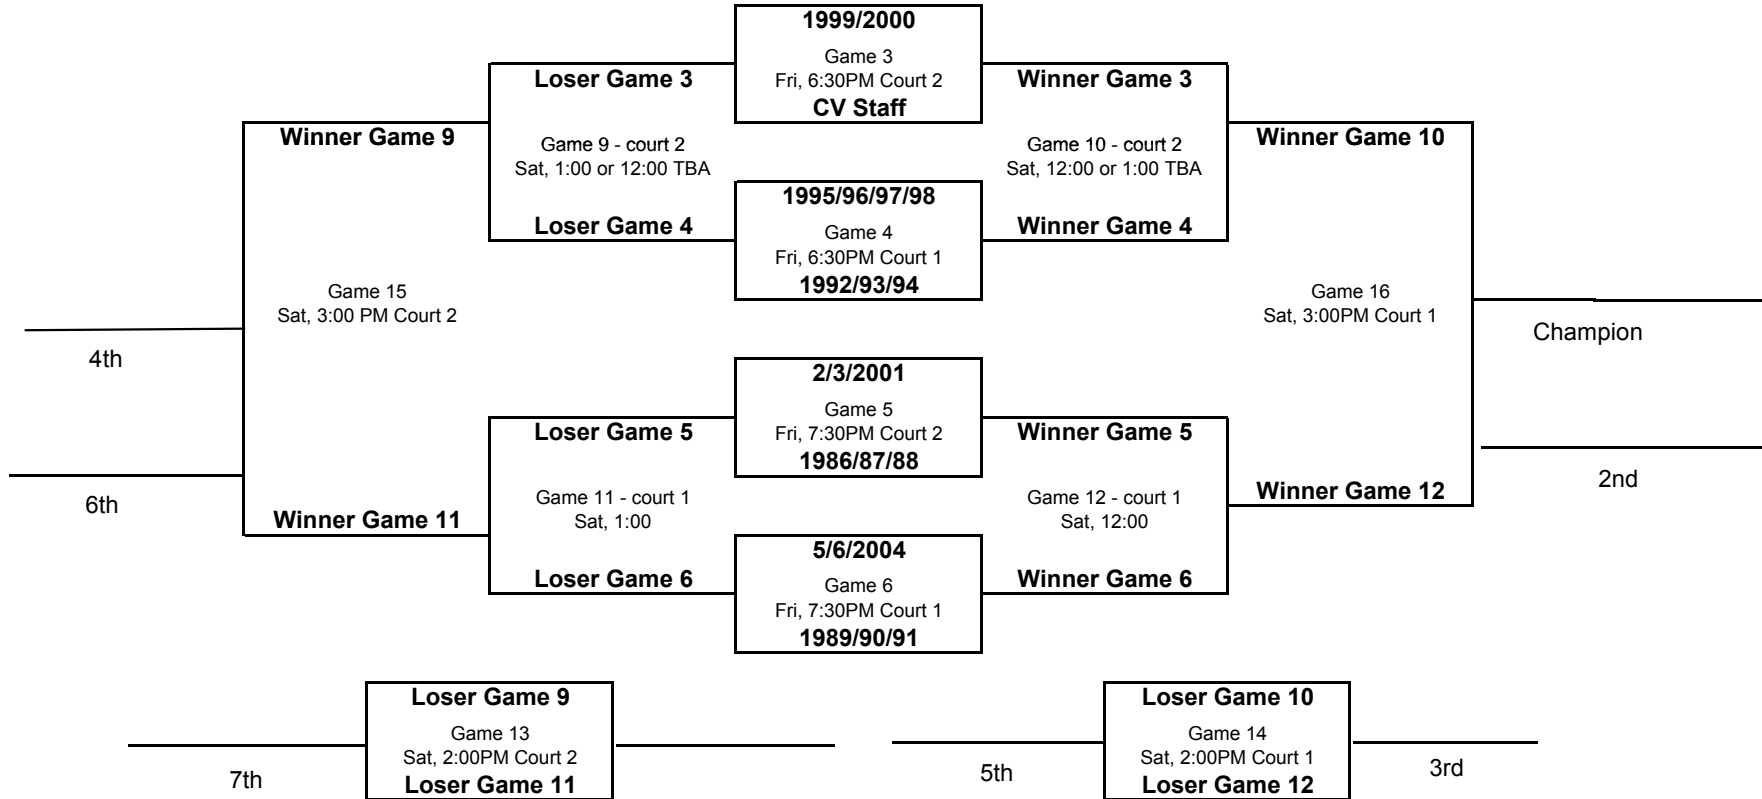 1999/2000
Game 3
Fri, 6:30PM Court 2
CV Staff
Loser Game 3
Winner Game 3
Winner Game 9
Game 9 - court 2
Sat, 1:00 or 12:00 TBA
Game 10 - court 2
Sat, 12:00 or 1:00 TBA
Winner Game 10
1995/96/97/98
Game 4
Fri, 6:30PM Court 1
1992/93/94
Loser Game 4
Winner Game 4
Game 15
Sat, 3:00 PM Court 2
Game 16
Sat, 3:00PM Court 1
4th
Champion
2/3/2001
Game 5
Fri, 7:30PM Court 2
1986/87/88
Loser Game 5
Winner Game 5
6th
2nd
Winner Game 11
Game 11 - court 1
Sat, 1:00
Game 12 - court 1
Sat, 12:00
Winner Game 12
5/6/2004
Game 6
Fri, 7:30PM Court 1
1989/90/91
Loser Game 6
Winner Game 6
Loser Game 9
Game 13
Sat, 2:00PM Court 2
Loser Game 11
7th
Loser Game 10
Game 14
Sat, 2:00PM Court 1
Loser Game 12
5th
3rd